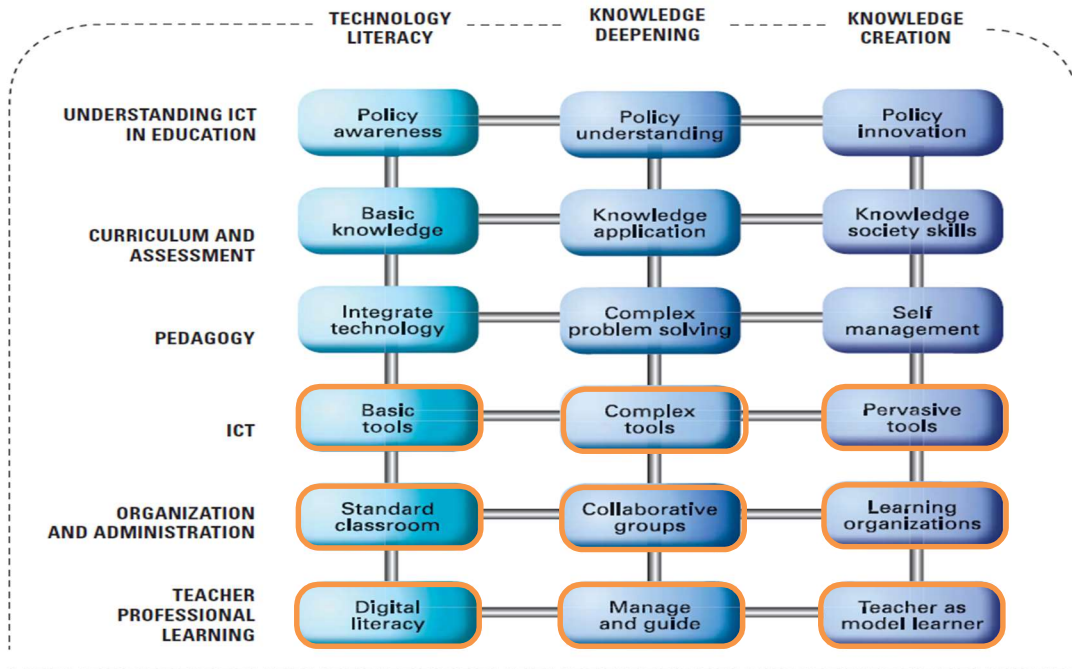 TECHNOLOGY
LITERACY
KNOWLEDGE
DEEPENING
KNOWLEDGE
CREATION
UNDERSTANDING ICT
IN EDUCATION
Policy
awareness
Policy
understanding
Policy
innovation
CURRICULUM AND
ASSESSMENT
Basic
knowledge
Knowledge
application
Knowledge
society skills
PEDAGOGY
Integrate
technology
Complex
problem solving
Self
management
ICT
Basic
tools
Complex
tools
Pervasive
tools
ORGANIZATION
AND ADMINISTRATION
Standard
classroom
Collaborative
groups
Learning
organizations
TEACHER
PROFESSIONAL
LEARNING
Digital
literacy
Manage
and guide
Teacher as
model learner